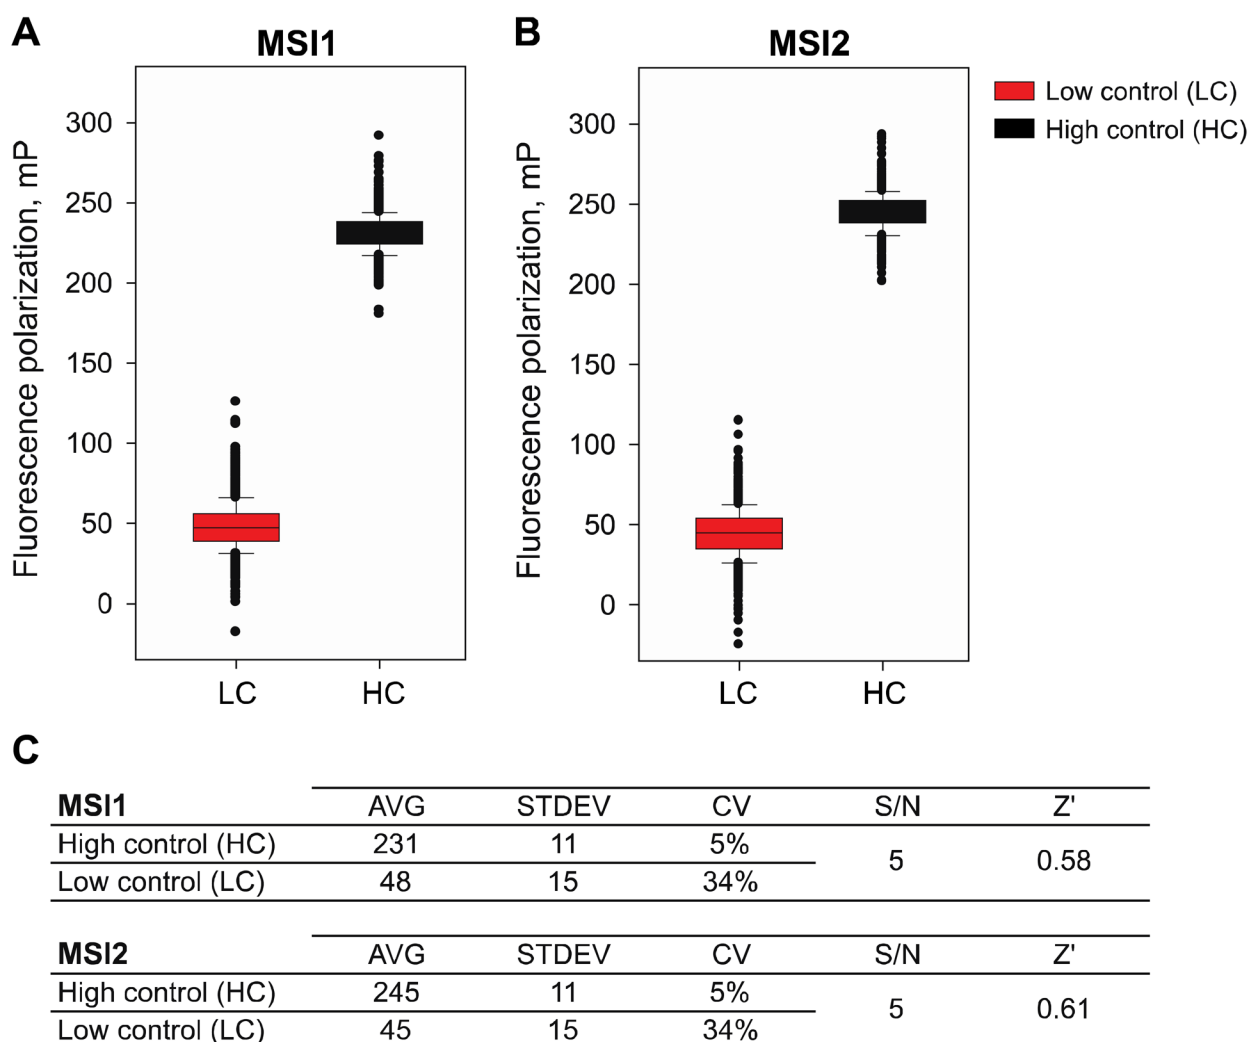 A
MSI1
Fluorescence polarization, mP
300
250
200
150
100
50
0
LC
HC
B
MSI2
Fluorescence polarization, mP
300
250
200
150
100
50
0
LC
HC
Low control (LC)
High control (HC)
C
MSI1 AVG STDEV CV S/N Z'
High control (HC) 231 11 5% 5 0.58
Low control (LC) 48 15 34%
MSI2 AVG STDEV CV S/N Z'
High control (HC) 245 11 5% 5 0.61
Low control (LC) 45 15 34%